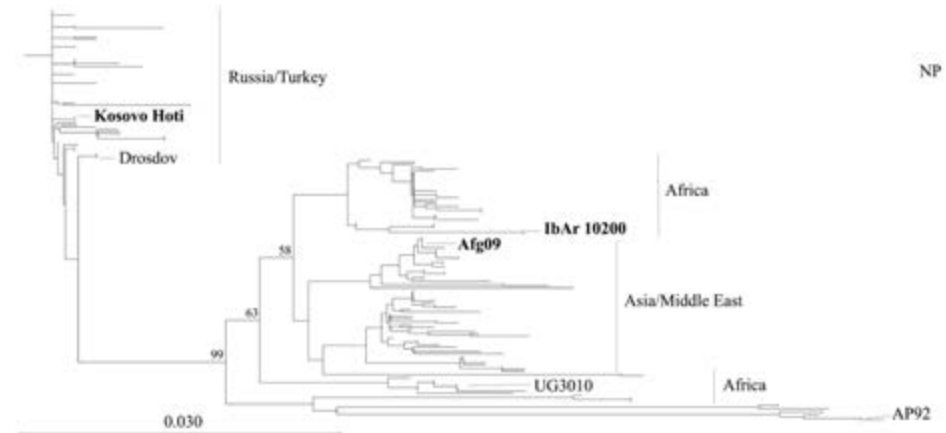 Russia/Turkey
NP
Kosovo Hoti
Drosdov
Africa
IbAr 10200
Afg09
58
Asia/Middle East
63
99
UG3010
Africa
AP92
0.030